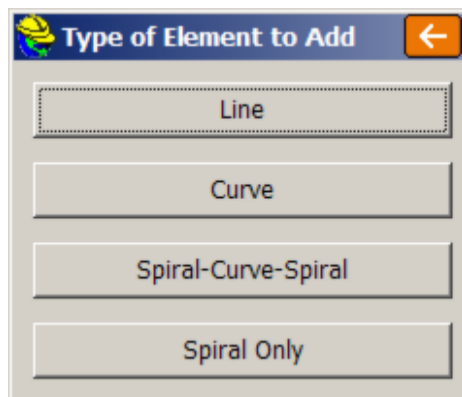 Type of Element to Add
Line
Curve
Spiral-Curve-Spiral
Spiral Only